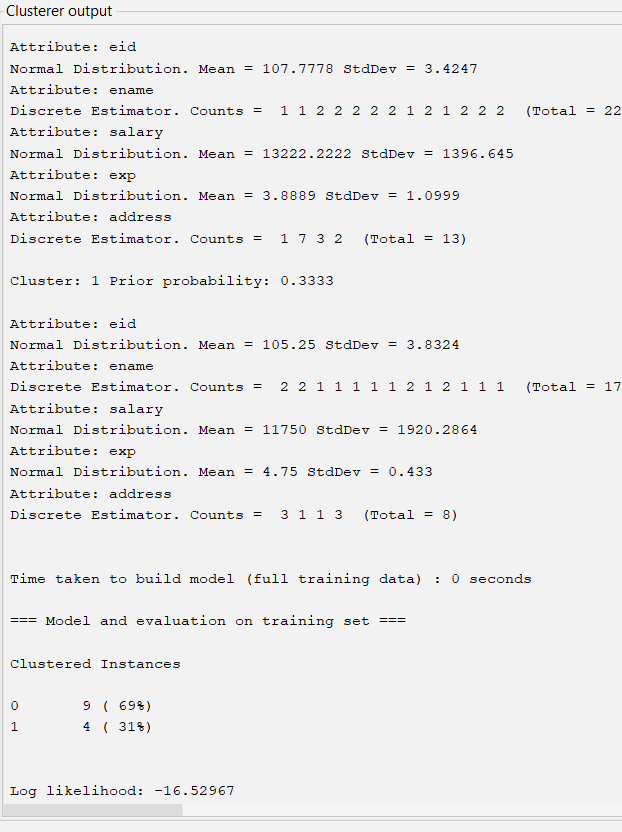 Clusterer output
Attribute: eid
Normal Distribution. Mean = 107.7778 StdDev = 3.4247
Attribute: ename
Discrete Estimator. Counts =  1 1 2 2 2 2 2 1 2 1 2 2 2  (Total = 22
Attribute: salary
Normal Distribution. Mean = 13222.2222 StdDev = 1396.645
Attribute: exp
Normal Distribution. Mean = 3.8889 StdDev = 1.0999
Attribute: address
Discrete Estimator. Counts =  1 7 3 2  (Total = 13)
Cluster: 1 Prior probability: 0.3333
Attribute: eid
Normal Distribution. Mean = 105.25 StdDev = 3.8324
Attribute: ename
Discrete Estimator. Counts =  2 2 1 1 1 1 1 2 1 2 1 1 1  (Total = 17
Attribute: salary
Normal Distribution. Mean = 11750 StdDev = 1920.2864
Attribute: exp
Normal Distribution. Mean = 4.75 StdDev = 0.433
Attribute: address
Discrete Estimator. Counts =  3 1 1 3  (Total = 8)
Time taken to build model (full training data) : 0 seconds
=== Model and evaluation on training set ===
Clustered Instances
0       9 ( 69%)
1       4 ( 31%)
Log likelihood: -16.52967